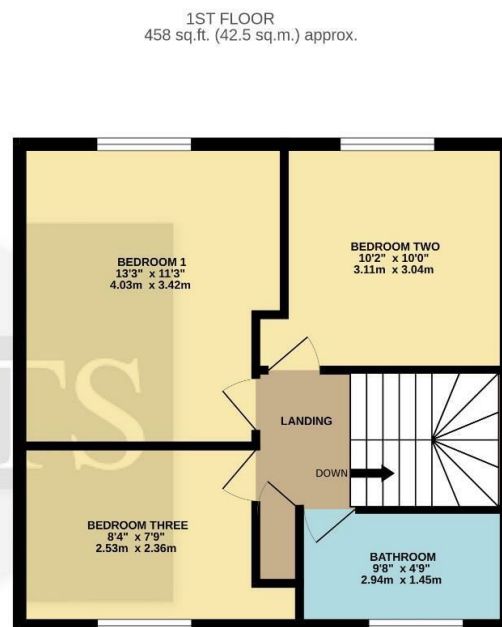 1ST FLOOR
458 sq.ft. (42.5 sq.m.) approx.
BEDROOM 1
13'3" x 11'3"
4.03m x 3.42m
BEDROOM TWO
10'2" x 10'0"
3.11m x 3.04m
LANDING
DOWN
BEDROOM THREE
8'4" x 7'9"
2.53m x 2.36m
BATHROOM
9'8" x 4'9"
2.94m x 1.45m
TS